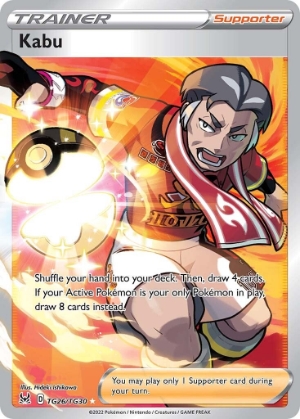 TRAINER
Supporter
Kabu
Shuffle your hand into your deck. Then, draw 4 cards.
If your Active Pokémon is your only Pokémon in play,
draw 8 cards instead.
Illus. Hideki Ishikawa
D TG26/TG30
You may play only 1 Supporter card during
your turn.
©2022 Pokémon / Nintendo / Creatures / GAME FREAK